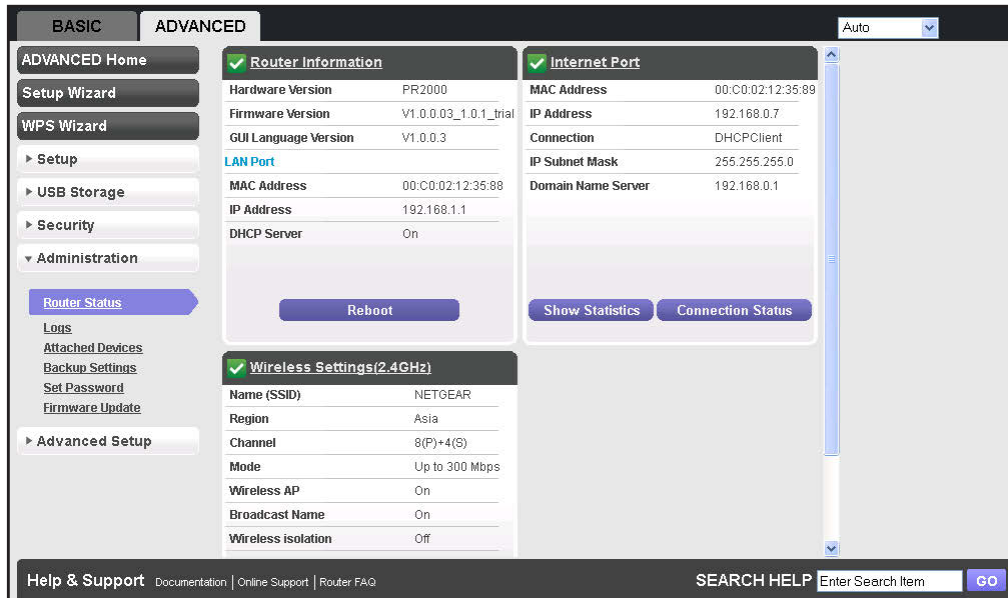 BASIC
ADVANCED
Auto
ADVANCED Home
Setup Wizard
WPS Wizard
Setup
USB Storage
Security
Administration
Router Status
Logs
Attached Devices
Backup Settings
Set Password
Firmware Update
Advanced Setup
Router Information
Hardware Version PR2000
Firmware Version V1.0.0.03_1.0.1_trial
GUI Language Version V1.0.0.3
LAN Port
MAC Address 00:C0:02:12:35:88
IP Address 192.168.1.1
DHCP Server On
Reboot
Internet Port
MAC Address 00:C0:02:12:35:89
IP Address 192.168.0.7
Connection DHCPClient
IP Subnet Mask 255.255.255.0
Domain Name Server 192.168.0.1
Show Statistics Connection Status
Wireless Settings(2.4GHz)
Name (SSID) NETGEAR
Region Asia
Channel 8(P)+4(S)
Mode Up to 300 Mbps
Wireless AP On
Broadcast Name On
Wireless isolation Off
Help & Support Documentation | Online Support | Router FAQ
SEARCH HELP Enter Search Item GO